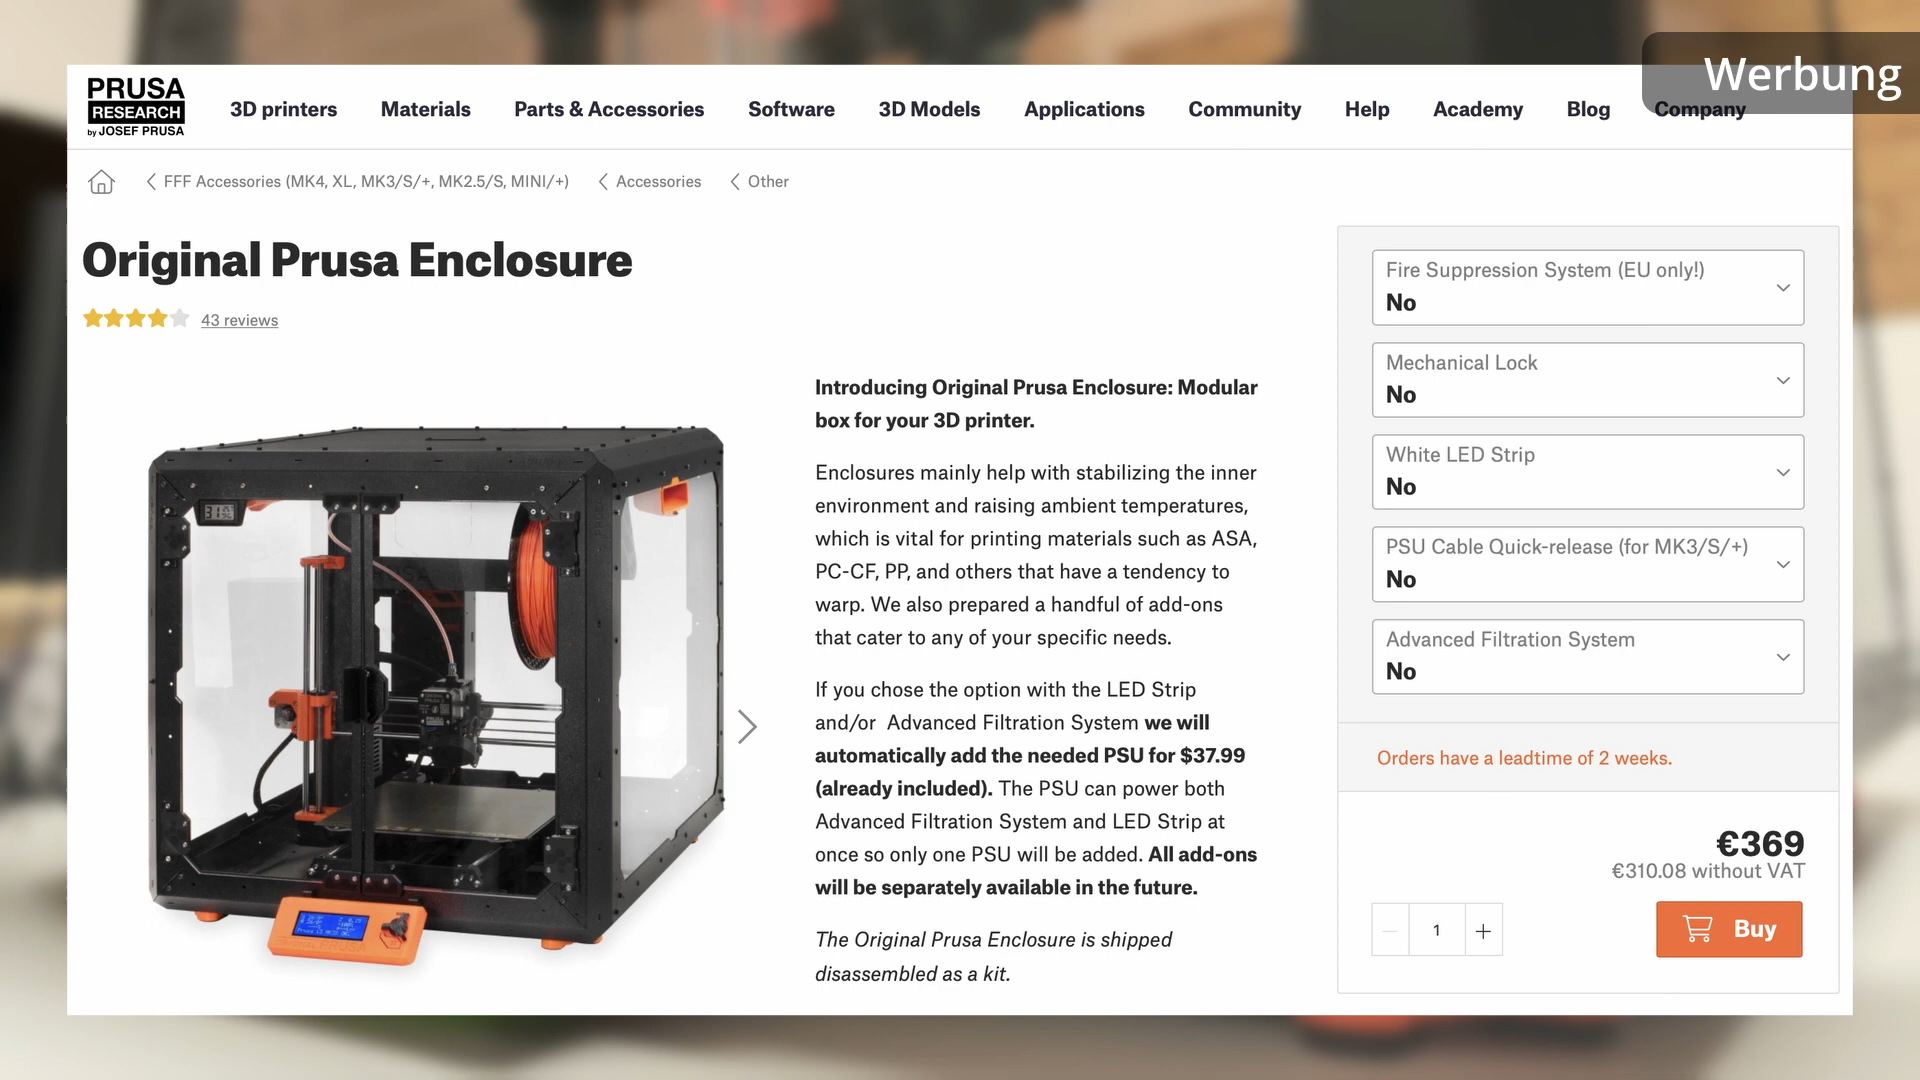 Werbung
PRUSA
RESEARCH
by JOSEF PRUSA
3D printers
Materials
Parts & Accessories
Software
3D Models
Applications
Community
Help
Academy
Blog
Company
FFF Accessories (MK4, XL, MK3/S/+, MK2.5/S, MINI/+)
Accessories
Other
Original Prusa Enclosure
43 reviews
Introducing Original Prusa Enclosure: Modular
box for your 3D printer.
Enclosures mainly help with stabilizing the inner
environment and raising ambient temperatures,
which is vital for printing materials such as ASA,
PC-CF, PP, and others that have a tendency to
warp. We also prepared a handful of add-ons
that cater to any of your specific needs.
If you chose the option with the LED Strip
and/or Advanced Filtration System we will
automatically add the needed PSU for $37.99
(already included). The PSU can power both
Advanced Filtration System and LED Strip at
once so only one PSU will be added. All add-ons
will be separately available in the future.
The Original Prusa Enclosure is shipped
disassembled as a kit.
Fire Suppression System (EU only!)
No
Mechanical Lock
No
White LED Strip
No
PSU Cable Quick-release (for MK3/S/+)
No
Advanced Filtration System
No
Orders have a leadtime of 2 weeks.
€369
€310.08 without VAT
1
Buy